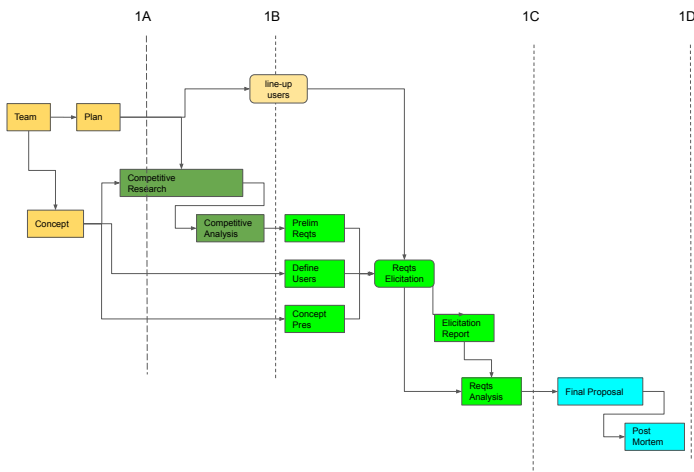 1A
1B
1C
1D
line-up
users
Team
Plan
Competitive
Research
Concept
Competitive
Analysis
Prelim
Reqts
Define
Users
Reqts
Elicitation
Concept
Pres
Elicitation
Report
Reqts
Analysis
Final Proposal
Post
Mortem